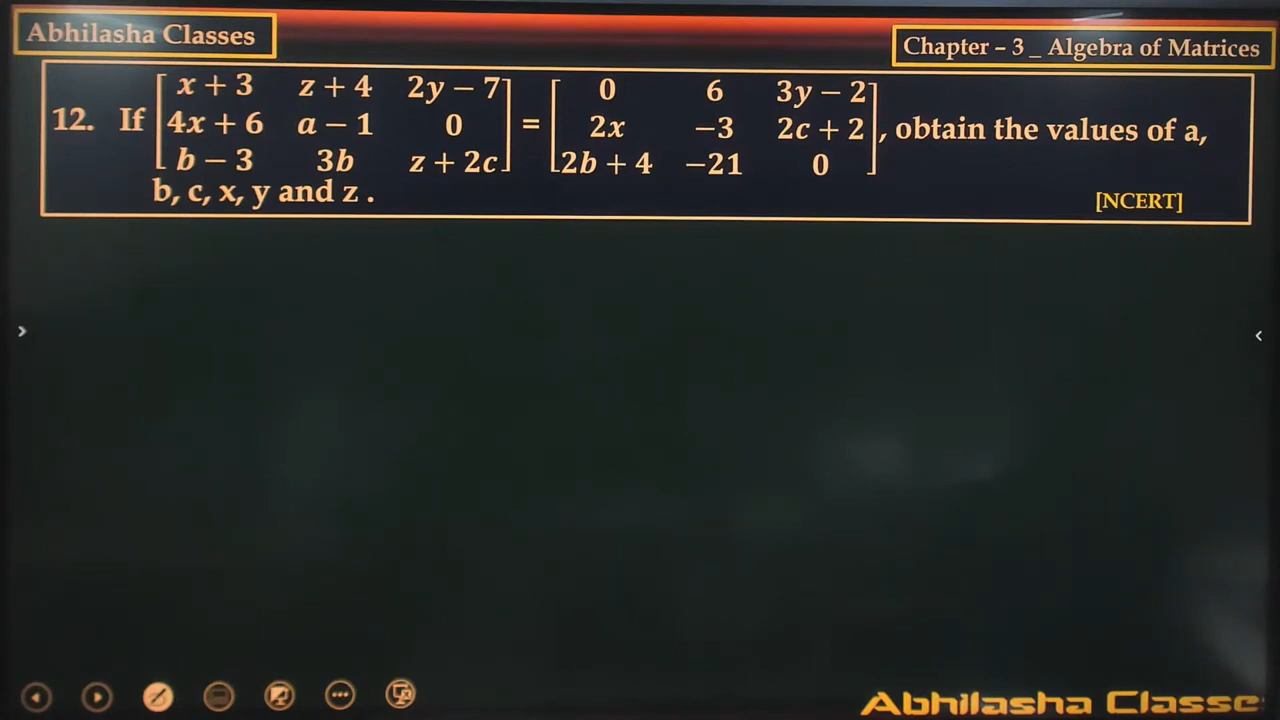 Abhilasha Classes
Chapter – 3 _ Algebra of Matrices
x + 3 z + 4 2y − 7 0 6 3y − 2
12. If 4x + 6 a − 1 0 = 2x −3 2c + 2 , obtain the values of a,
b − 3 3b z + 2c 2b + 4 −21 0
b, c, x, y and z .
[NCERT]
Abhilasha Classe